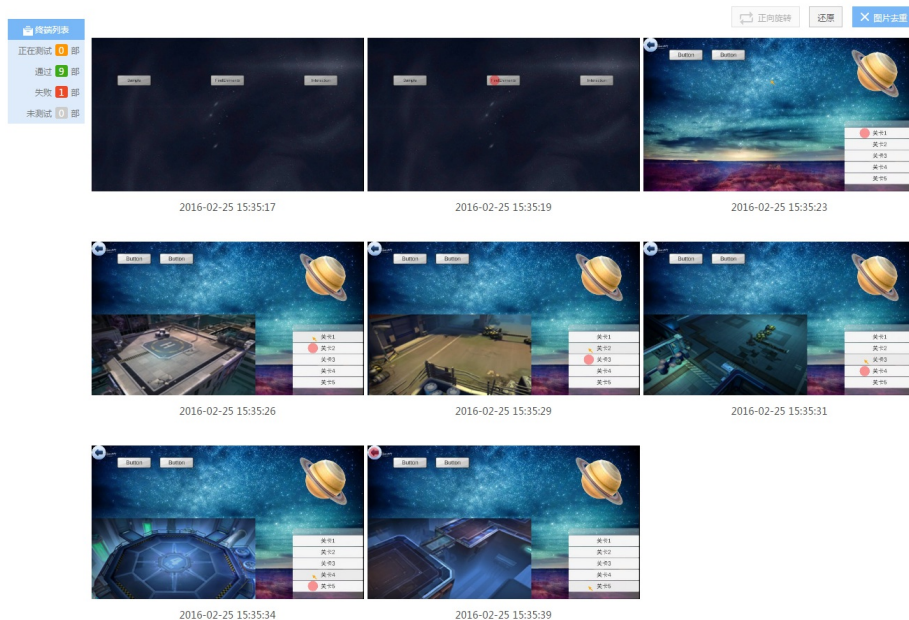 正向旋转 还原 × 图片去重
终端列表
正在测试 0 部
通过 9 部
失败 1 部
未测试 0 部
2016-02-25 15:35:17
2016-02-25 15:35:19
Button Button
关卡1
关卡2
关卡3
关卡4
关卡5
2016-02-25 15:35:23
Button Button
关卡1
关卡2
关卡3
关卡4
关卡5
2016-02-25 15:35:26
Button Button
关卡1
关卡2
关卡3
关卡4
关卡5
2016-02-25 15:35:29
Button Button
关卡1
关卡2
关卡3
关卡4
关卡5
2016-02-25 15:35:31
Button Button
关卡1
关卡2
关卡3
关卡4
关卡5
2016-02-25 15:35:34
Button Button
关卡1
关卡2
关卡3
关卡4
关卡5
2016-02-25 15:35:39